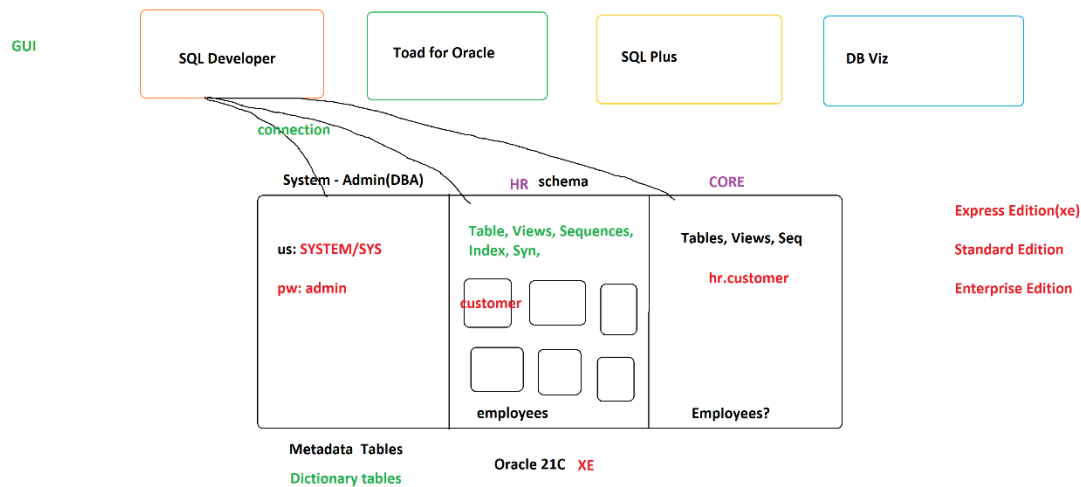 GUI
SQL Developer
Toad for Oracle
SQL Plus
DB Viz
connection
System - Admin(DBA)
HR schema
CORE
us: SYSTEM/SYS
pw: admin
Table, Views, Sequences,
Index, Syn,
customer
employees
Tables, Views, Seq
hr.customer
Employees?
Express Edition(xe)
Standard Edition
Enterprise Edition
Metadata Tables
Dictionary tables
Oracle 21C XE